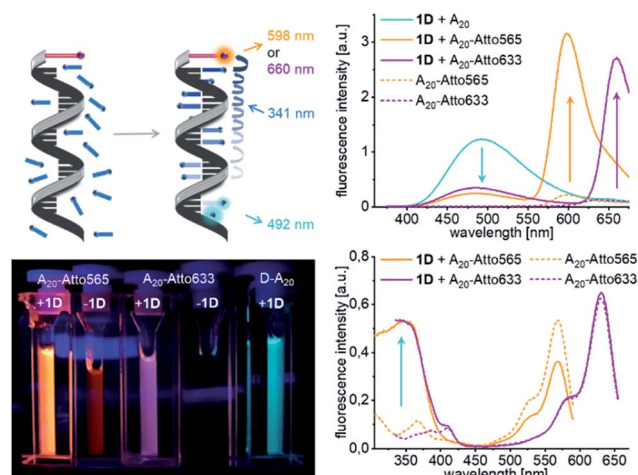 598 nm
or
660 nm
341 nm
492 nm
1D + A20
1D + A20-Atto565
1D + A20-Atto633
A20-Atto565
A20-Atto633
fluorescence intensity [a.u.]
3
2
1
0
400 500 600
wavelength [nm]
A20-Atto565 A20-Atto633 D-A20
+1D -1D +1D -1D +1D
1D + A20-Atto565 A20-Atto565
1D + A20-Atto633 A20-Atto633
fluorescence intensity [a.u.]
0,8
0,6
0,4
0,2
0,0
350 400 450 500 550 600 650
wavelength [nm]